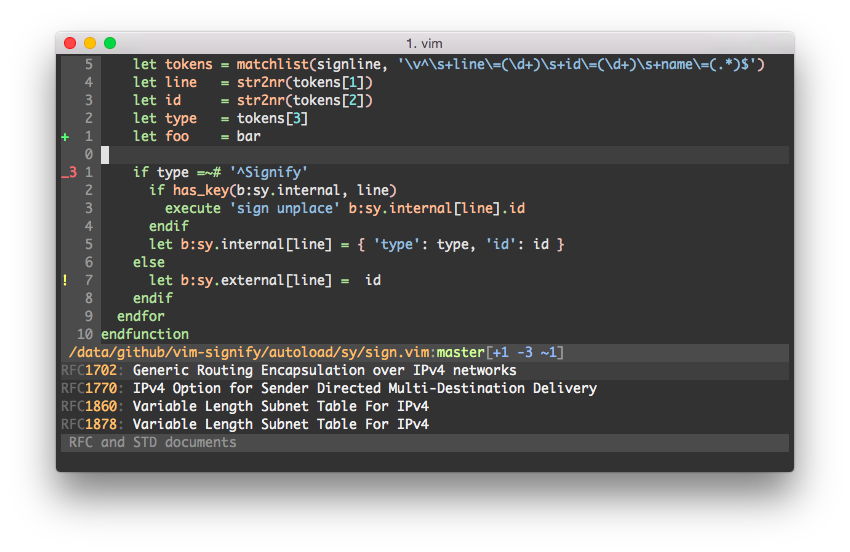 1. vim
5     let tokens = matchlist(signline, '\v^\s+line\=(\d+)\s+id\=(\d+)\s+name\=(.*)$')
4     let line   = str2nr(tokens[1])
3     let id     = str2nr(tokens[2])
2     let type   = tokens[3]
+ 1     let foo    = bar
0
_3 1     if type =~# '^Signify'
2       if has_key(b:sy.internal, line)
3         execute 'sign unplace' b:sy.internal[line].id
4       endif
5       let b:sy.internal[line] = { 'type': type, 'id': id }
6     else
! 7       let b:sy.external[line] =  id
8     endif
9   endfor
10 endfunction
/data/github/vim-signify/autoload/sy/sign.vim:master[+1 -3 ~1]
RFC1702: Generic Routing Encapsulation over IPv4 networks
RFC1770: IPv4 Option for Sender Directed Multi-Destination Delivery
RFC1860: Variable Length Subnet Table For IPv4
RFC1878: Variable Length Subnet Table For IPv4
RFC and STD documents